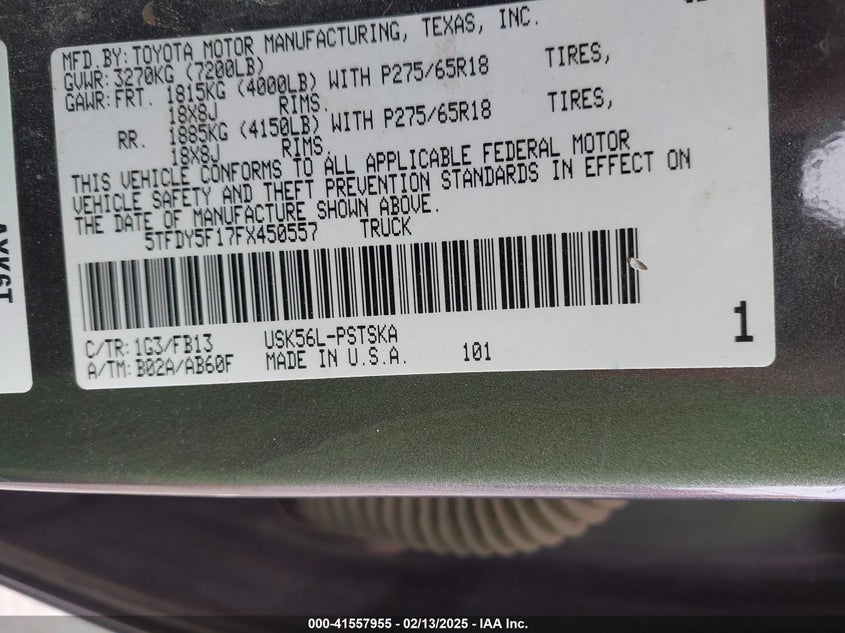 MFD.BY: TOYOTA MOTOR MANUFACTURING, TEXAS, INC.
GVWR: 3270KG (7200LB)
GAWR: FRT. 1815KG (4000LB) WITH P275/65R18 TIRES,
18X8J RIMS.
RR. 1885KG (4150LB) WITH P275/65R18 TIRES,
18X8J RIMS.
THIS VEHICLE CONFORMS TO ALL APPLICABLE FEDERAL MOTOR
VEHICLE SAFETY AND THEFT PREVENTION STANDARDS IN EFFECT ON
THE DATE OF MANUFACTURE SHOWN ABOVE.
5TFDY5F17FX450557 TRUCK
C/TR: 1G3/FB13 USK56L-PSTSKA
A/TM: B02A/AB60F MADE IN U.S.A. 101
1
AXK6T
000-41557955 — 02/13/2025 — IAA Inc.